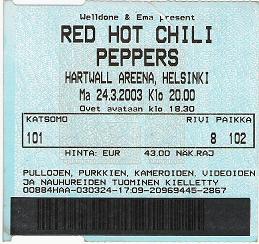 Welldone & Ema present
RED HOT CHILI
PEPPERS
HARTWALL AREENA, HELSINKI
Ma 24.3.2003 Klo 20.00
Ovet avataan klo 18.30
KATSOMO RIVI PAIKKA
101 8 102
HINTA: EUR 43.00 NÄK.RAJ
PULLOJEN, PURKKIEN, KAMEROIDEN, VIDEOIDEN
JA NAUHUREIDEN TUOMINEN KIELLETTY
00884HAA-030324-17:09-20969445-2867